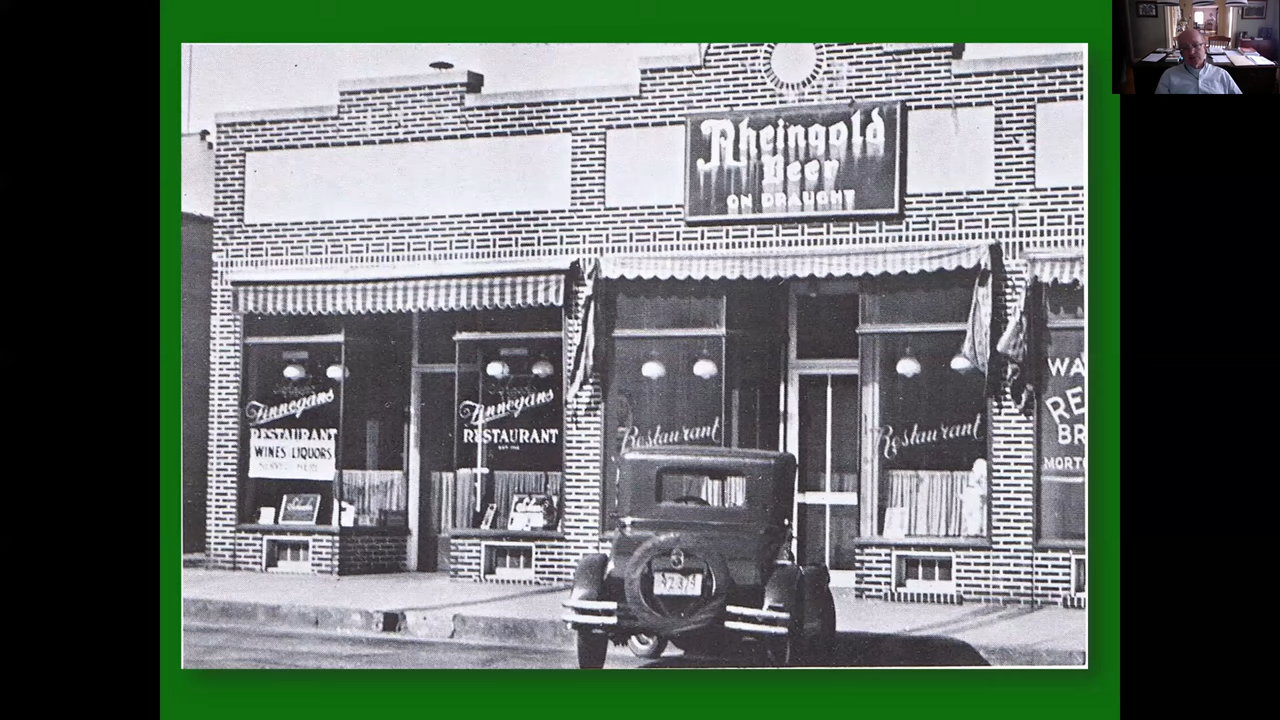 Rheingold
Beer
ON DRAUGHT
Finnegans
RESTAURANT
WINES LIQUORS
Finnegans
RESTAURANT
Restaurant
Restaurant
WA
RE
BR
MORT